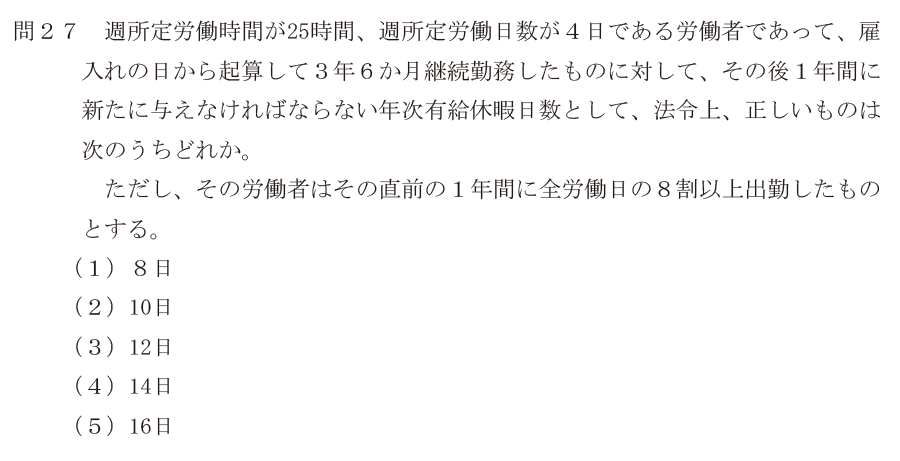 問２７　週所定労働時間が25時間、週所定労働日数が４日である労働者であって、雇
入れの日から起算して３年６か月継続勤務したものに対して、その後１年間に
新たに与えなければならない年次有給休暇日数として、法令上、正しいものは
次のうちどれか。
ただし、その労働者はその直前の１年間に全労働日の８割以上出勤したもの
とする。
（１）８日
（２）10日
（３）12日
（４）14日
（５）16日